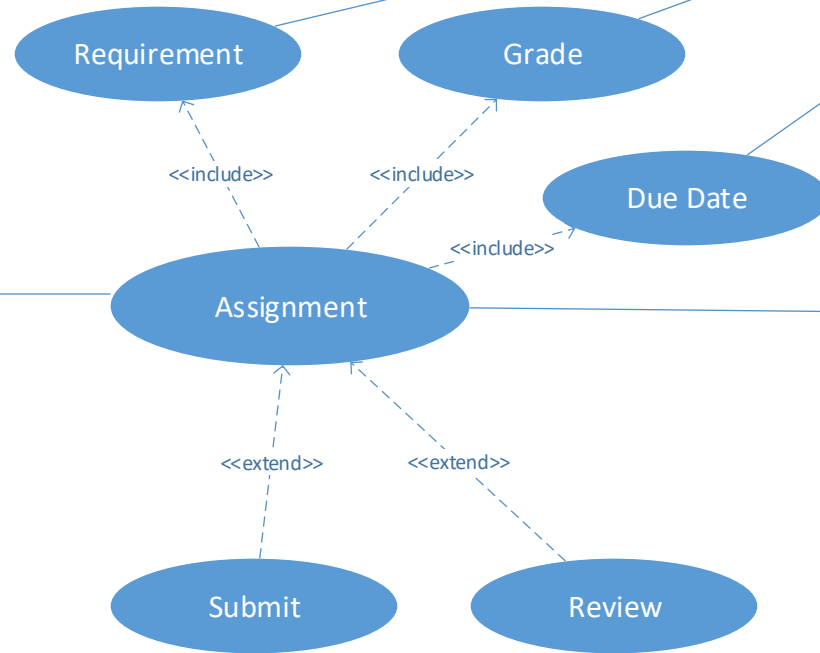 Requirement
Grade
<<include>>
<<include>>
Due Date
<<include>>
Assignment
<<extend>>
<<extend>>
Submit
Review